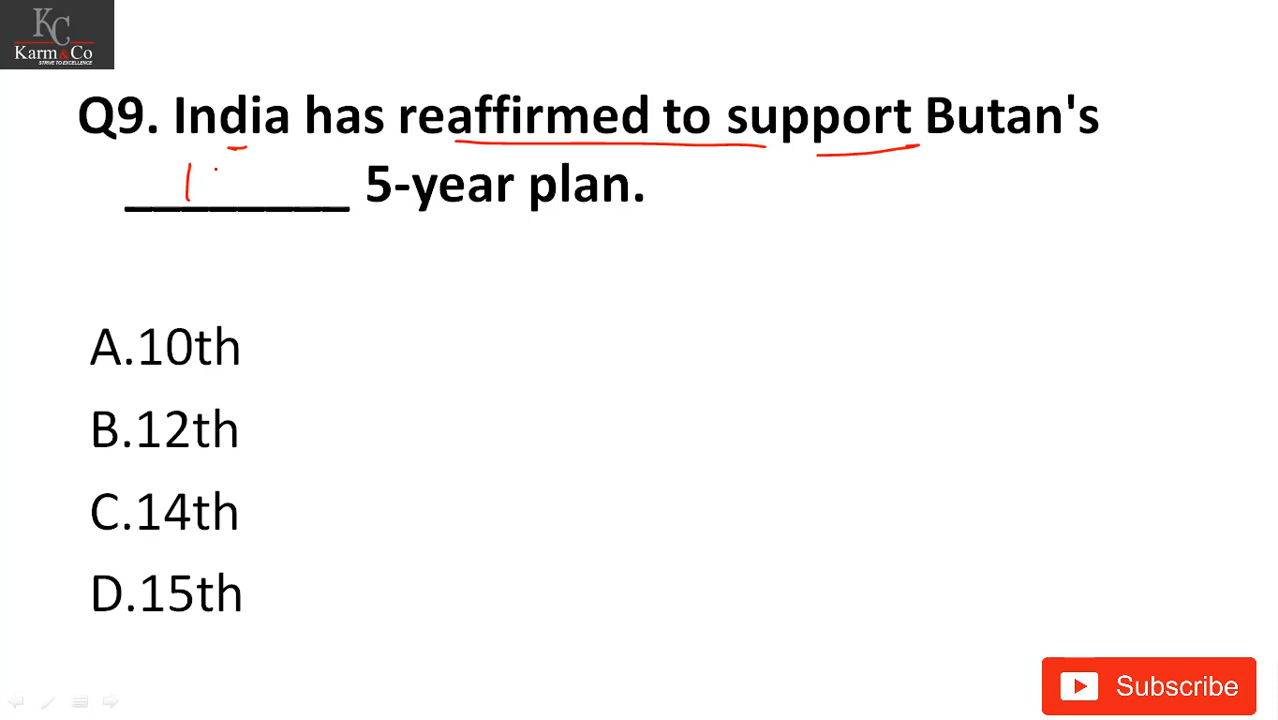 KC
Karm&Co
STRIVE TO EXCELLENCE
Q9. India has reaffirmed to support Butan's
________ 5-year plan.
A.10th
B.12th
C.14th
D.15th
Subscribe